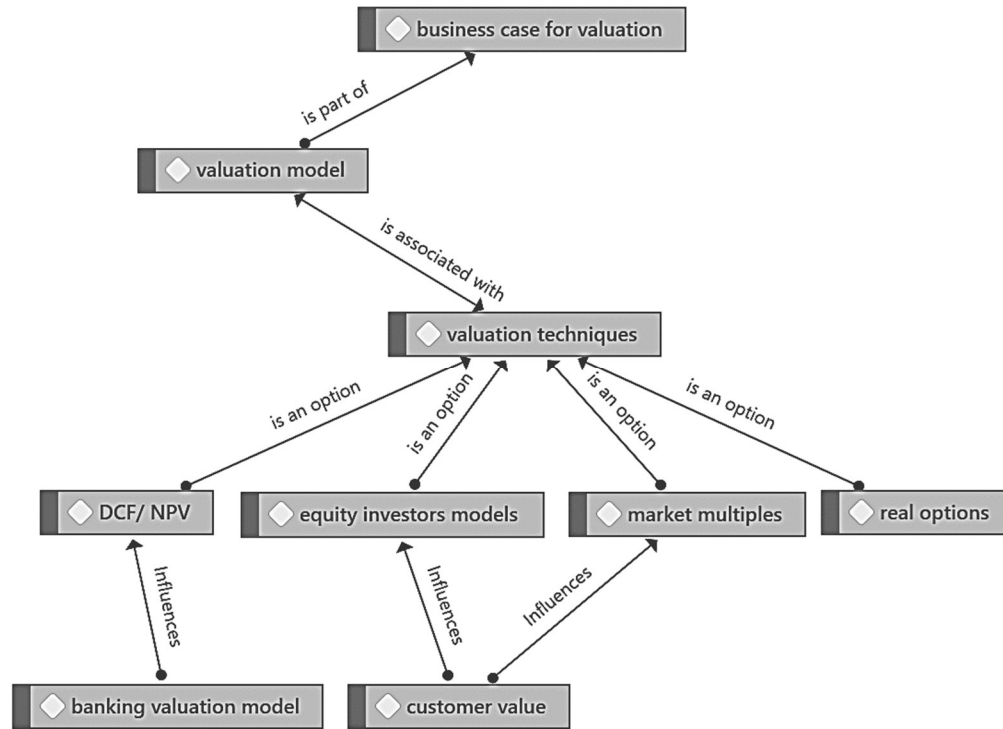 business case for valuation
is part of
valuation model
is associated with
valuation techniques
is an option
is an option
is an option
is an option
DCF/ NPV
equity investors models
market multiples
real options
Influences
Influences
Influences
banking valuation model
customer value